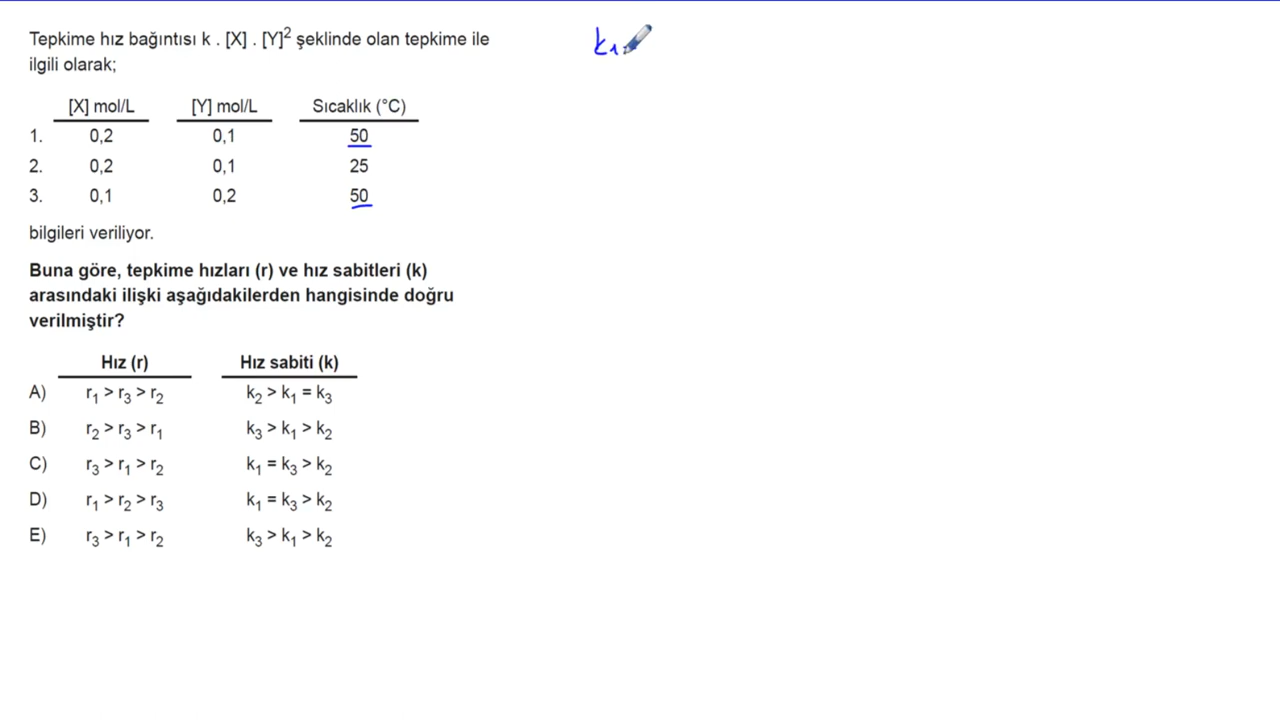 Tepkime hız bağıntısı k . [X] . [Y]² şeklinde olan tepkime ile
ilgili olarak;
[X] mol/L [Y] mol/L Sıcaklık (°C)
1. 0,2 0,1 50
2. 0,2 0,1 25
3. 0,1 0,2 50
bilgileri veriliyor.
Buna göre, tepkime hızları (r) ve hız sabitleri (k)
arasındaki ilişki aşağıdakilerden hangisinde doğru
verilmiştir?
Hız (r) Hız sabiti (k)
A) r₁ > r₃ > r₂ k₂ > k₁ = k₃
B) r₂ > r₃ > r₁ k₃ > k₁ > k₂
C) r₃ > r₁ > r₂ k₁ = k₃ > k₂
D) r₁ > r₂ > r₃ k₁ = k₃ > k₂
E) r₃ > r₁ > r₂ k₃ > k₁ > k₂
k₁